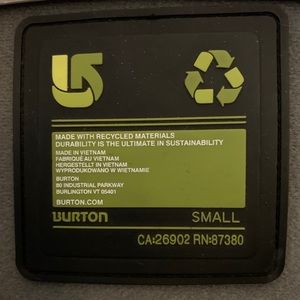 MADE WITH RECYCLED MATERIALS
DURABILITY IS THE ULTIMATE IN SUSTAINABILITY
MADE IN VIETNAM
FABRIQUÉ AU VIETNAM
HERGESTELLT IN VIETNAM
WYPRODUKOWANO W WIETNAMIE
BURTON
80 INDUSTRIAL PARKWAY
BURLINGTON VT 05401
BURTON.COM
BURTON SMALL
CA:26902 RN:87380